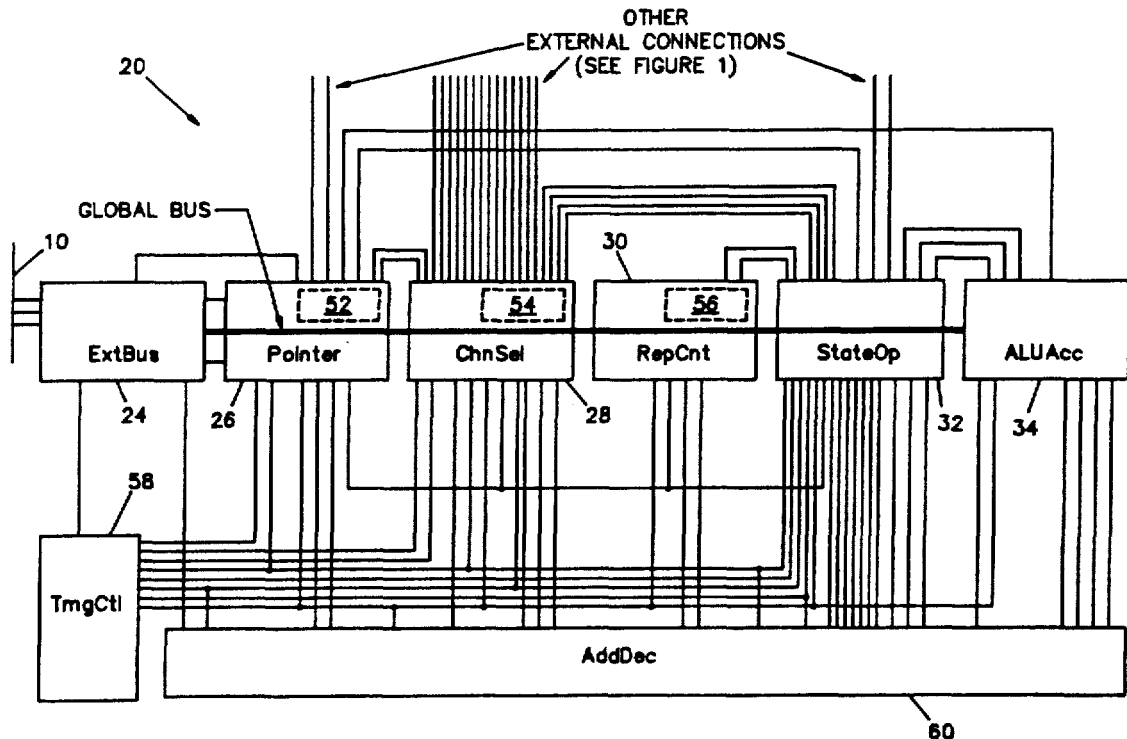 OTHER
EXTERNAL CONNECTIONS
(SEE FIGURE 1)
20
GLOBAL BUS
10
30
52
54
56
ExtBus
Pointer
ChnSel
RepCnt
StateOp
ALUAcc
24
26
28
32
34
58
TmgCtl
AddDec
60